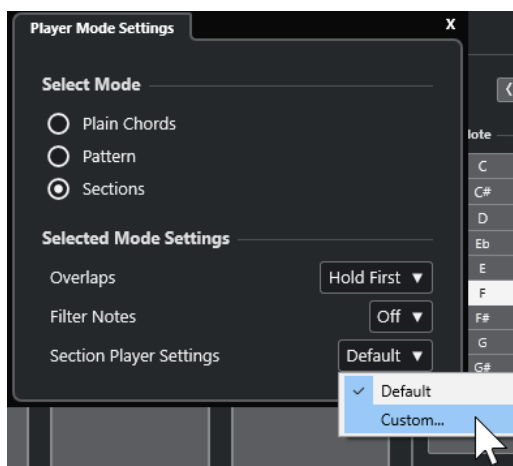 Player Mode Settings X
Select Mode
Plain Chords
Pattern
Sections
Selected Mode Settings
Overlaps Hold First ▼
Filter Notes Off ▼
Section Player Settings Default ▼
✓ Default
Custom...
lote
C
C#
D
Eb
E
F
F#
G
G#